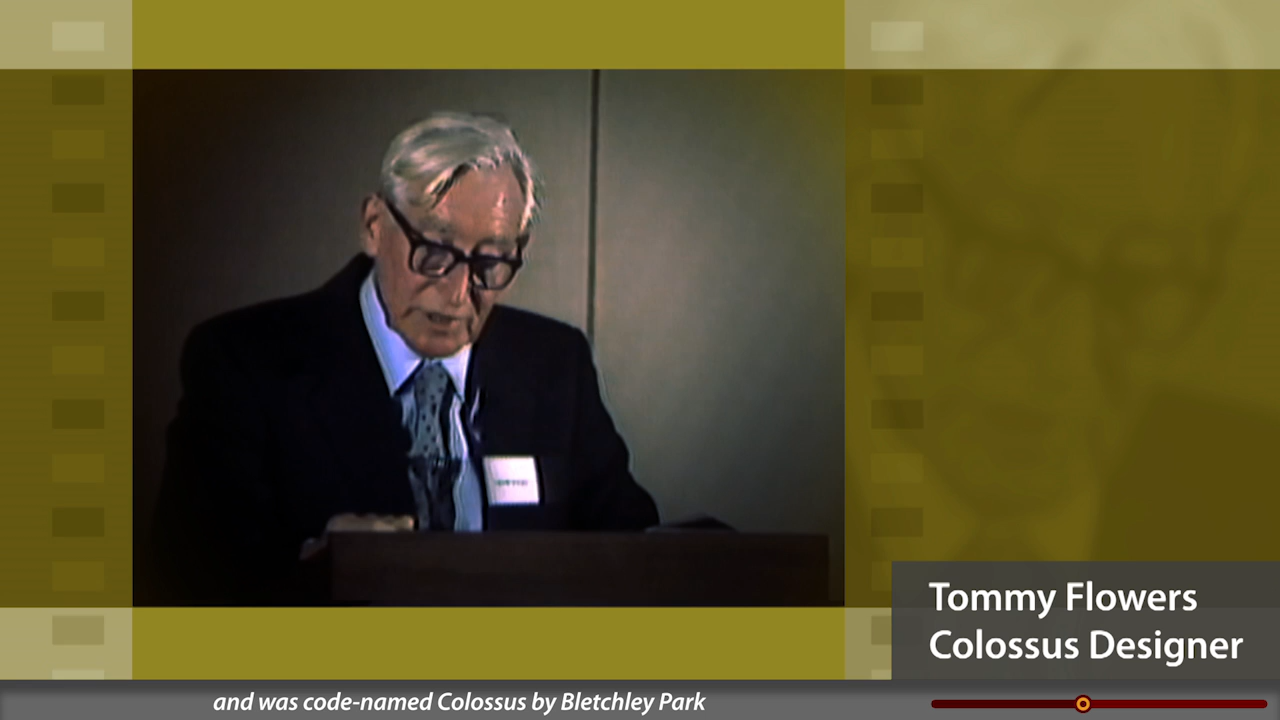 Tommy Flowers
Colossus Designer
and was code-named Colossus by Bletchley Park